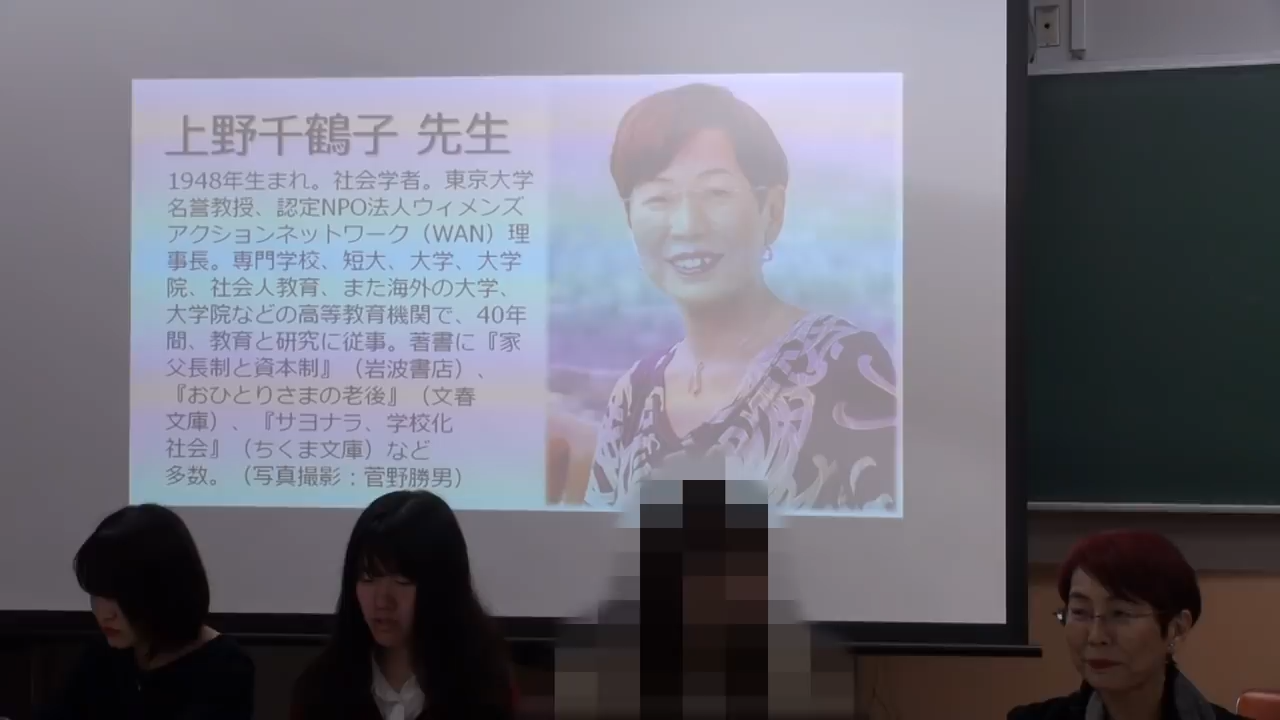 上野千鶴子 先生
1948年生まれ。社会学者。東京大学
名誉教授、認定NPO法人ウィメンズ
アクションネットワーク（WAN）理
事長。専門学校、短大、大学、大学
院、社会人教育、また海外の大学、
大学院などの高等教育機関で、40年
間、教育と研究に従事。著書に『家
父長制と資本制』（岩波書店）、
『おひとりさまの老後』（文春
文庫）、『サヨナラ、学校化
社会』（ちくま文庫）など
多数。（写真撮影：菅野勝男）